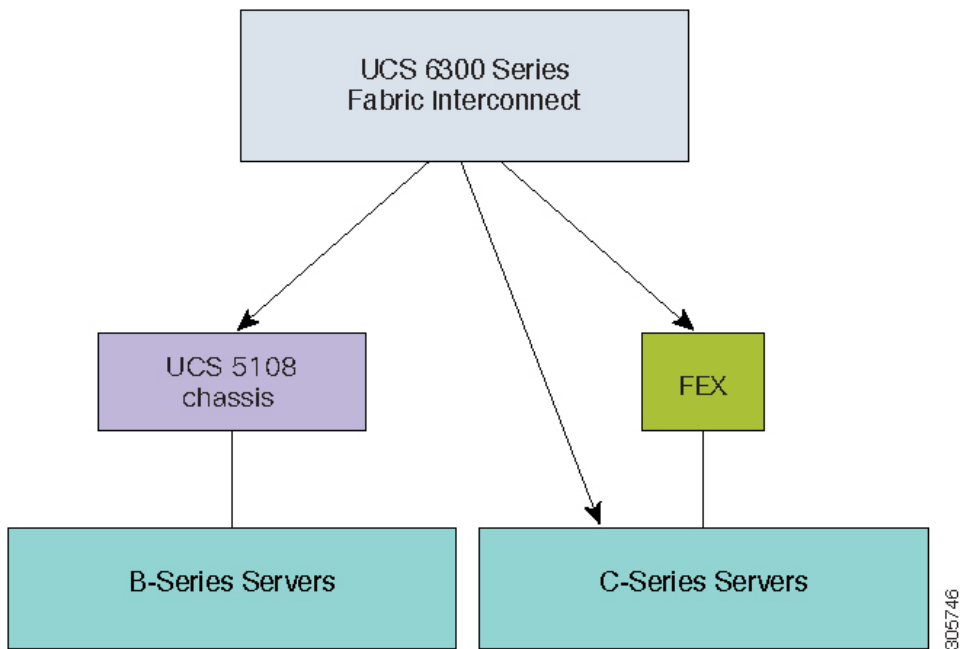 UCS 6300 Series
Fabric Interconnect
UCS 5108
chassis
FEX
B-Series Servers
C-Series Servers
305746